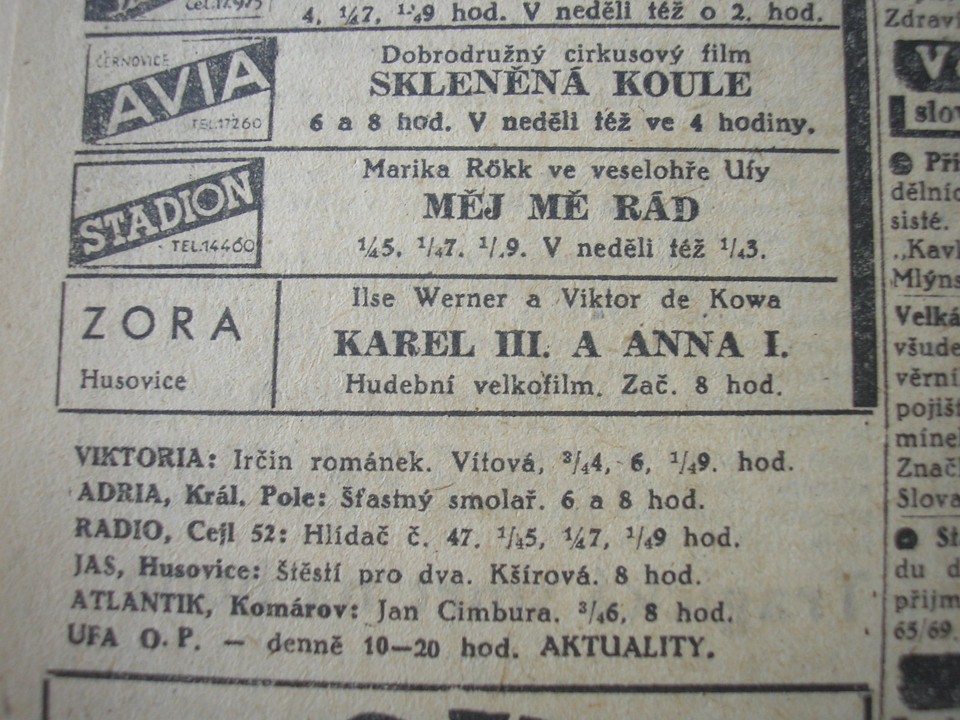 4, ¼7, ¼9 hod. V neděli též o 2. hod.
ČERNOVICE
AVIA
TEL.17260
Dobrodružný cirkusový film
SKLENĚNÁ KOULE
6 a 8 hod. V neděli též ve 4 hodiny.
STADION
TEL.14460
Marika Rökk ve veselohře Ufy
MĚJ MĚ RÁD
¼5, ¼7, ¼9. V neděli též ¼3.
ZORA
Husovice
Ilse Werner a Viktor de Kowa
KAREL III. A ANNA I.
Hudební velkofilm. Zač. 8 hod.
VIKTORIA: Irčin románek. Vítová, ¾4, 6, ¼9. hod.
ADRIA, Král. Pole: Šťastný smolař. 6 a 8 hod.
RADIO, Cejl 52: Hlídač č. 47. ¼5, ¼7, ¼9 hod.
JAS, Husovice: Štěstí pro dva. Kšírová. 8 hod.
ATLANTIK, Komárov: Jan Cimbura. ¾6, 8 hod.
UFA O. P. — denně 10—20 hod. AKTUALITY.
Zdraví
slov
Při
dělníc
sisté.
„Kavk
Mlýns
Velká
všude
věrní
pojišť
mínek
Znač
Slova
St
du d
přijm
65/69.